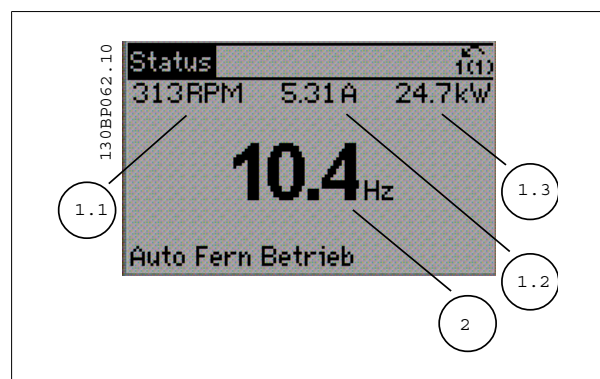 130BP062.10
Status
1(1)
313RPM 5.31A 24.7kW
10.4Hz
Auto Fern Betrieb
1.1
1.3
1.2
2